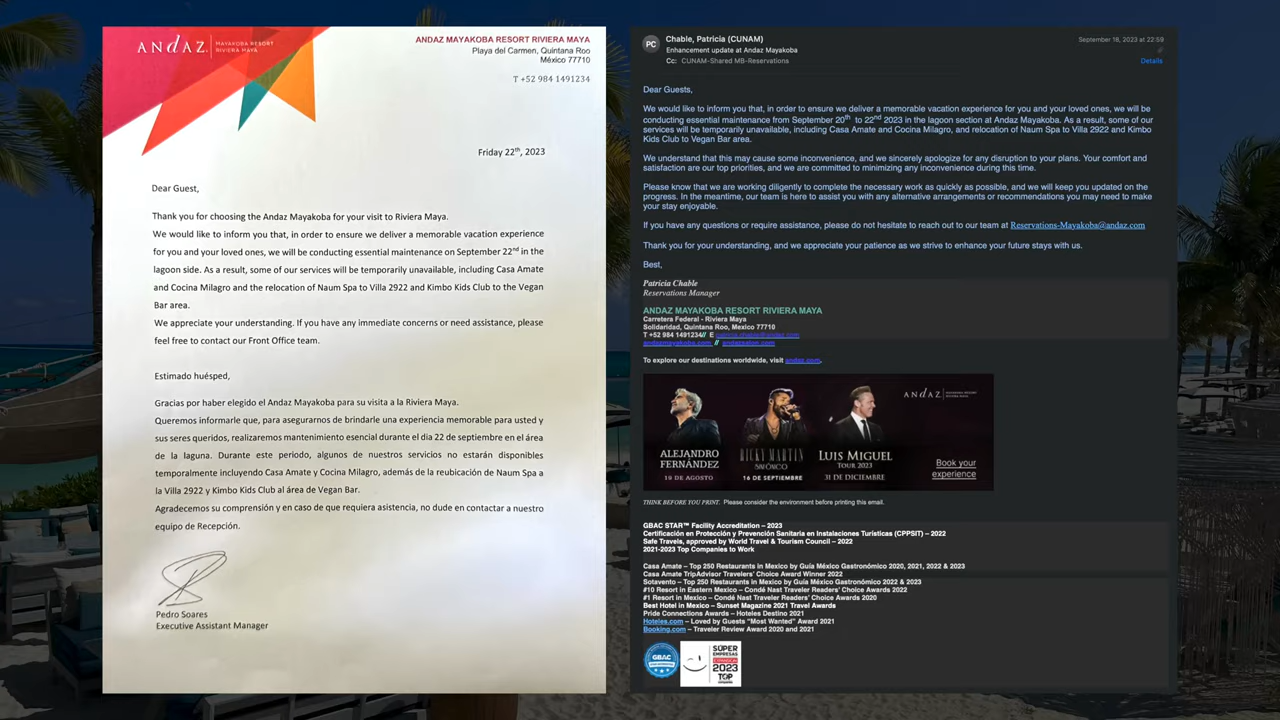 ANdAZ. MAYAKOBA RESORT
RIVIERA MAYA
ANDAZ MAYAKOBA RESORT RIVIERA MAYA
Playa del Carmen, Quintana Roo
México 77710
T +52 984 1491234
Friday 22nd, 2023
Dear Guest,
Thank you for choosing the Andaz Mayakoba for your visit to Riviera Maya.
We would like to inform you that, in order to ensure we deliver a memorable vacation experience
for you and your loved ones, we will be conducting essential maintenance on September 22nd in the
lagoon side. As a result, some of our services will be temporarily unavailable, including Casa Amate
and Cocina Milagro and the relocation of Naum Spa to Villa 2922 and Kimbo Kids Club to the Vegan
Bar area.
We appreciate your understanding. If you have any immediate concerns or need assistance, please
feel free to contact our Front Office team.
Estimado huésped,
Gracias por haber elegido el Andaz Mayakoba para su visita a la Riviera Maya.
Queremos informarle que, para asegurarnos de brindarle una experiencia memorable para usted y
sus seres queridos, realizaremos mantenimiento esencial durante el dia 22 de septiembre en el área
de la laguna. Durante este periodo, algunos de nuestros servicios no estarán disponibles
temporalmente incluyendo Casa Amate y Cocina Milagro, además de la reubicación de Naum Spa a
la Villa 2922 y Kimbo Kids Club al área de Vegan Bar.
Agradecemos su comprensión y en caso de que requiera asistencia, no dude en contactar a nuestro
equipo de Recepción.
Pedro Soares
Executive Assistant Manager
PC
Chable, Patricia (CUNAM)
September 18, 2023 at 22:59
Enhancement update at Andaz Mayakoba
Cc: CUNAM-Shared MB-Reservations
Details
Dear Guests,
We would like to inform you that, in order to ensure we deliver a memorable vacation experience for you and your loved ones, we will be
conducting essential maintenance from September 20th to 22nd 2023 in the lagoon section at Andaz Mayakoba. As a result, some of our
services will be temporarily unavailable, including Casa Amate and Cocina Milagro, and relocation of Naum Spa to Villa 2922 and Kimbo
Kids Club to Vegan Bar area.
We understand that this may cause some inconvenience, and we sincerely apologize for any disruption to your plans. Your comfort and
satisfaction are our top priorities, and we are committed to minimizing any inconvenience during this time.
Please know that we are working diligently to complete the necessary work as quickly as possible, and we will keep you updated on the
progress. In the meantime, our team is here to assist you with any alternative arrangements or recommendations you may need to make
your stay enjoyable.
If you have any questions or require assistance, please do not hesitate to reach out to our team at Reservations-Mayakoba@andaz.com
Thank you for your understanding, and we appreciate your patience as we strive to enhance your future stays with us.
Best,
Patricia Chable
Reservations Manager
ANDAZ MAYAKOBA RESORT RIVIERA MAYA
Carretera Federal - Riviera Maya
Solidaridad, Quintana Roo, Mexico 77710
T +52 984 1491234// E patricia.chable@andaz.com
andazmayakoba.com // andazsalon.com
To explore our destinations worldwide, visit andaz.com.
ANdAZ.
ALEJANDRO
FERNÁNDEZ
18 DE AGOSTO
RICKY MARTIN
SINFÓNICO
16 DE SEPTIEMBRE
LUIS MIGUEL
TOUR 2023
31 DE DICIEMBRE
Book your
experience
THINK BEFORE YOU PRINT. Please consider the environment before printing this email.
GBAC STAR™ Facility Accreditation – 2023
Certificación en Protección y Prevención Sanitaria en Instalaciones Turísticas (CPPSIT) – 2022
Safe Travels, approved by World Travel & Tourism Council – 2022
2021-2023 Top Companies to Work
Casa Amate – Top 250 Restaurants in Mexico by Guía México Gastronómico 2020, 2021, 2022 & 2023
Casa Amate TripAdvisor Travelers' Choice Award Winner 2022
Sotavento – Top 250 Restaurants in Mexico by Guía México Gastronómico 2022 & 2023
#10 Resort in Eastern Mexico – Condé Nast Traveler Readers' Choice Awards 2022
#1 Resort in Mexico – Condé Nast Traveler Readers' Choice Awards 2020
Best Hotel in Mexico – Sunset Magazine 2021 Travel Awards
Pride Connections Awards – Hoteles Destino 2021
Hoteles.com – Loved by Guests "Most Wanted" Award 2021
Booking.com – Traveler Review Award 2020 and 2021
GBAC
SÚPER
EMPRESAS
2023
TOP